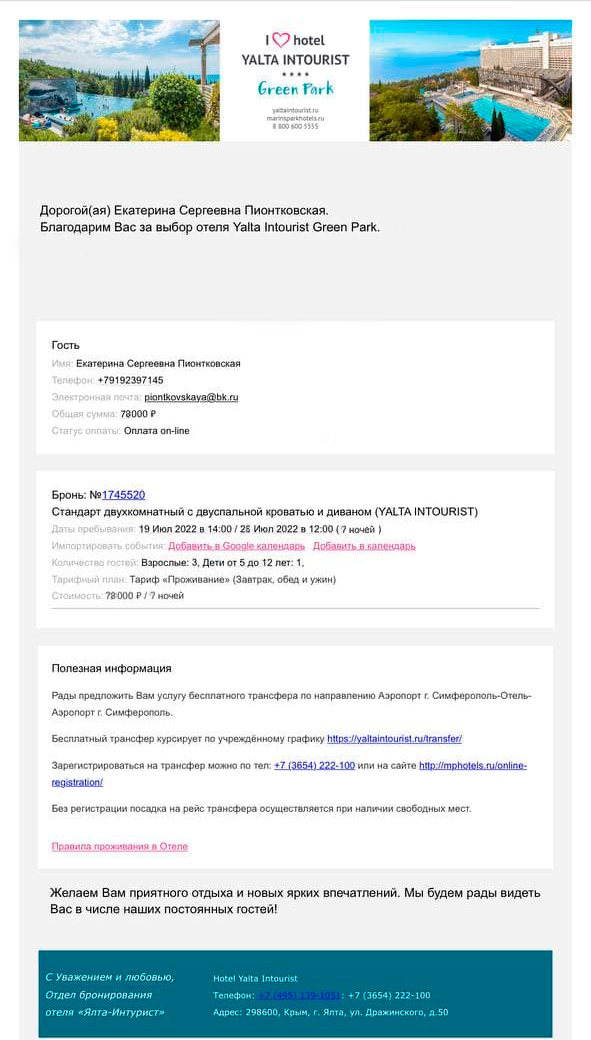 I hotel
YALTA INTOURIST
Green Park
yaltaintourist.ru
marinsparkhotels.ru
8 800 600 5555
Дорогой(ая) Екатерина Сергеевна Пионтковская.
Благодарим Вас за выбор отеля Yalta Intourist Green Park.
Гость
Имя: Екатерина Сергеевна Пионтковская
Телефон: +79192397145
Электронная почта: piontkovskaya@bk.ru
Общая сумма: 78000 ₽
Статус оплаты: Оплата on-line
Бронь: №1745520
Стандарт двухкомнатный с двуспальной кроватью и диваном (YALTA INTOURIST)
Даты пребывания: 19 Июл 2022 в 14:00 / Июл 2022 в 12:00 (7 ночей )
Импортировать события: Добавить в Google календарь Добавить в календарь
Количество гостей: Взрослые: 3, Дети от 5 до 12 лет: 1,
Тарифный план: Тариф «Проживание» (Завтрак, обед и ужин)
Стоимость: 78000 ₽ / 7 ночей
Полезная информация
Рады предложить Вам услугу бесплатного трансфера по направлению Аэропорт г. Симферополь-Отель-
Аэропорт г. Симферополь.
Бесплатный трансфер курсирует по учреждённому графику https://yaltaintourist.ru/transfer/
Зарегистрироваться на трансфер можно по тел: +7 (3654) 222-100 или на сайте http://mphotels.ru/online-
registration/
Без регистрации посадка на рейс трансфера осуществляется при наличии свободных мест.
Правила проживания в Отеле
Желаем Вам приятного отдыха и новых ярких впечатлений. Мы будем рады видеть
Вас в числе наших постоянных гостей!
С Уважением и любовью,
Отдел бронирования
отеля «Ялта-Интурист»
Hotel Yalta Intourist
Телефон: : +7 (3654) 222-100
Адрес: 298600, Крым, г. Ялта, ул. Дражинского, д.50